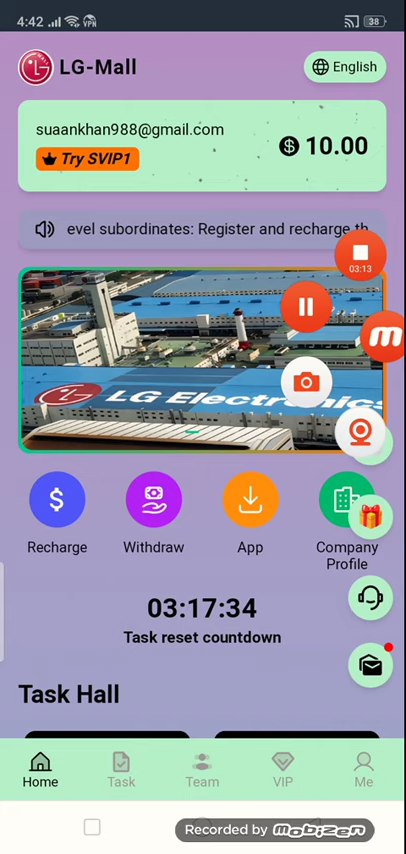 4:42
VPN
38
LG-Mall
English
suaankhan988@gmail.com
Try SVIP1
$ 10.00
evel subordinates: Register and recharge th
03:13
LG Electronics
Recharge
Withdraw
App
Company
Profile
03:17:34
Task reset countdown
Task Hall
Home
Task
Team
VIP
Me
Recorded by Mobizen